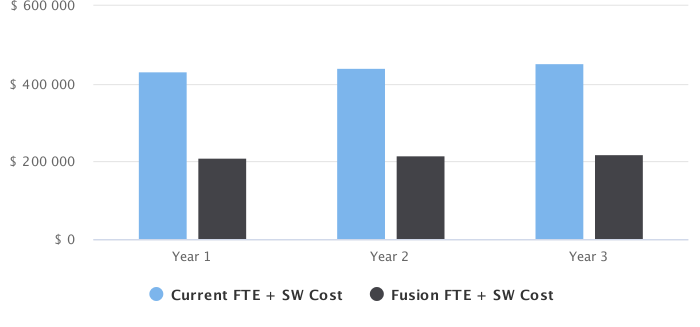 $ 600 000
$ 400 000
$ 200 000
$ 0
Year 1 Year 2 Year 3
Current FTE + SW Cost Fusion FTE + SW Cost